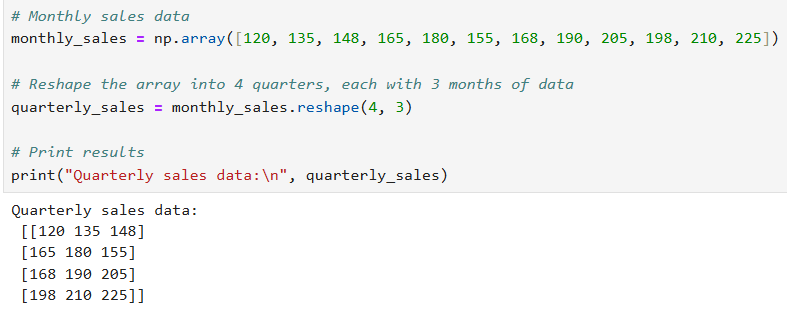 # Monthly sales data
monthly_sales = np.array([120, 135, 148, 165, 180, 155, 168, 190, 205, 198, 210, 225])
# Reshape the array into 4 quarters, each with 3 months of data
quarterly_sales = monthly_sales.reshape(4, 3)
# Print results
print("Quarterly sales data:\n", quarterly_sales)
Quarterly sales data:
[[120 135 148]
[165 180 155]
[168 190 205]
[198 210 225]]